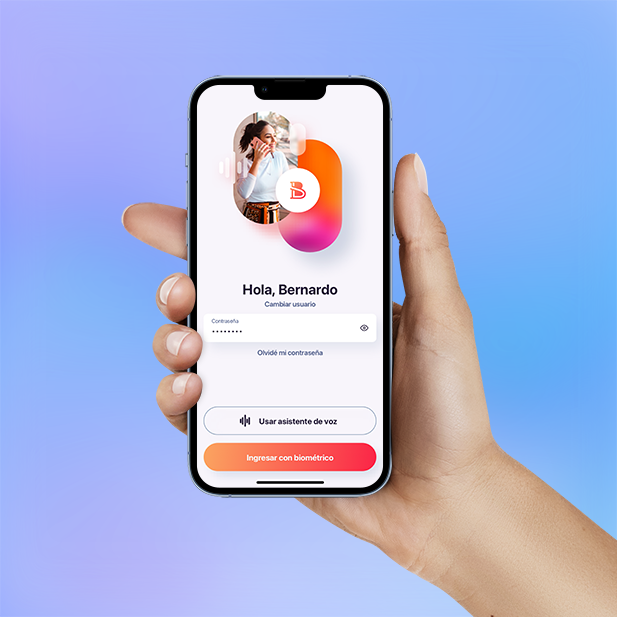 B
Hola, Bernardo
Cambiar usuario
Contraseña
••••••••
Olvidé mi contraseña
Usar asistente de voz
Ingresar con biométrico